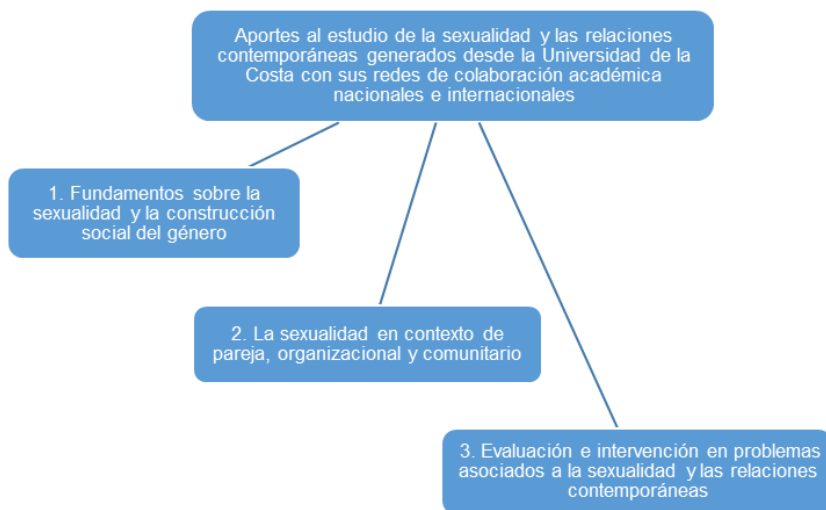 Aportes al estudio de la sexualidad y las relaciones
contemporáneas generados desde la Universidad de la
Costa con sus redes de colaboración académica
nacionales e internacionales
1. Fundamentos sobre la
sexualidad y la construcción
social del género
2. La sexualidad en contexto de
pareja, organizacional y comunitario
3. Evaluación e intervención en problemas
asociados a la sexualidad y las relaciones
contemporáneas